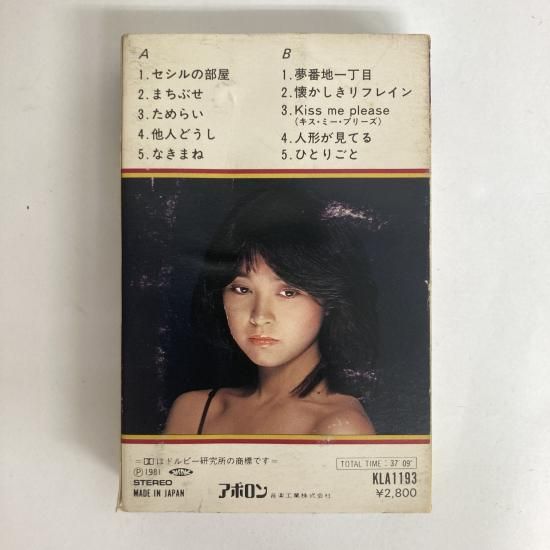 A
1.セシルの部屋
2.まちぶせ
3.ためらい
4.他人どうし
5.なきまね
B
1.夢番地一丁目
2.懐かしきリフレイン
3.Kiss me please
(キス・ミー・プリーズ)
4.人形が見てる
5.ひとりごと
=はドルビー研究所の商標です=
Ⓟ1981
STEREO
MADE IN JAPAN
アポロン音楽工業株式会社
TOTAL TIME : 37' 09"
KLA1193
¥2,800